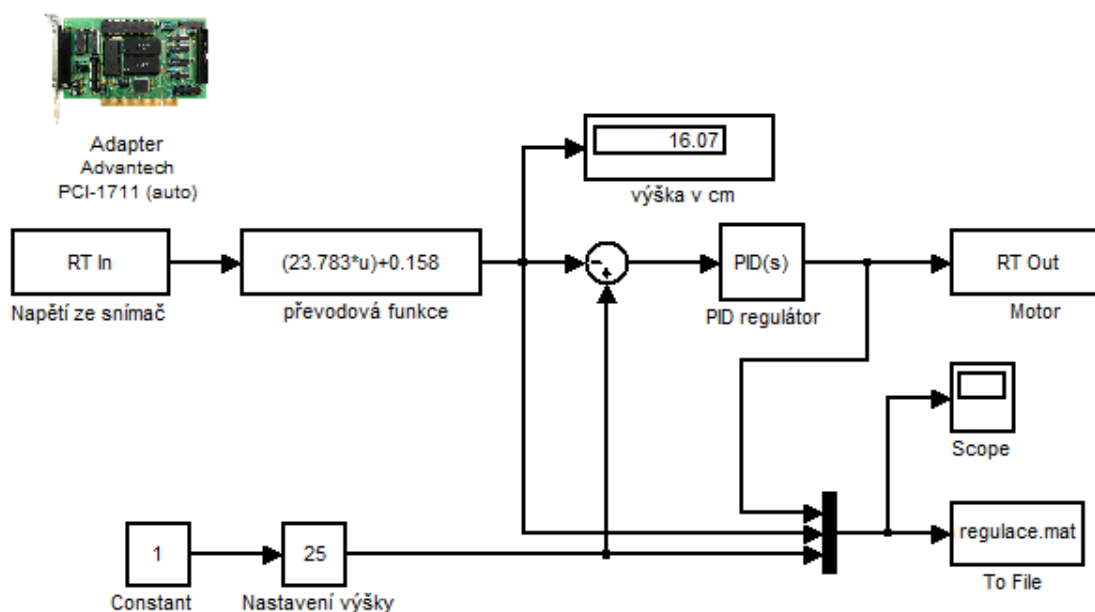 Adapter
Advantech
PCI-1711 (auto)
16.07
výška v cm
RT In
(23.783*u)+0.158
PID(s)
RT Out
Napětí ze snímač
převodová funkce
PID regulátor
Motor
Scope
1
25
regulace.mat
Constant
Nastavení výšky
To File